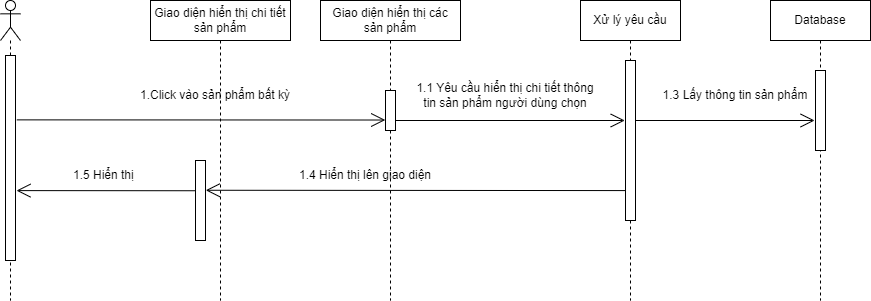 Giao diện hiển thị chi tiết
sản phẩm
Giao diện hiển thị các
sản phẩm
Xử lý yêu cầu
Database
1.Click vào sản phẩm bất kỳ
1.1 Yêu cầu hiển thị chi tiết thông
tin sản phẩm người dùng chọn
1.3 Lấy thông tin sản phẩm
1.5 Hiển thị
1.4 Hiển thị lên giao diện